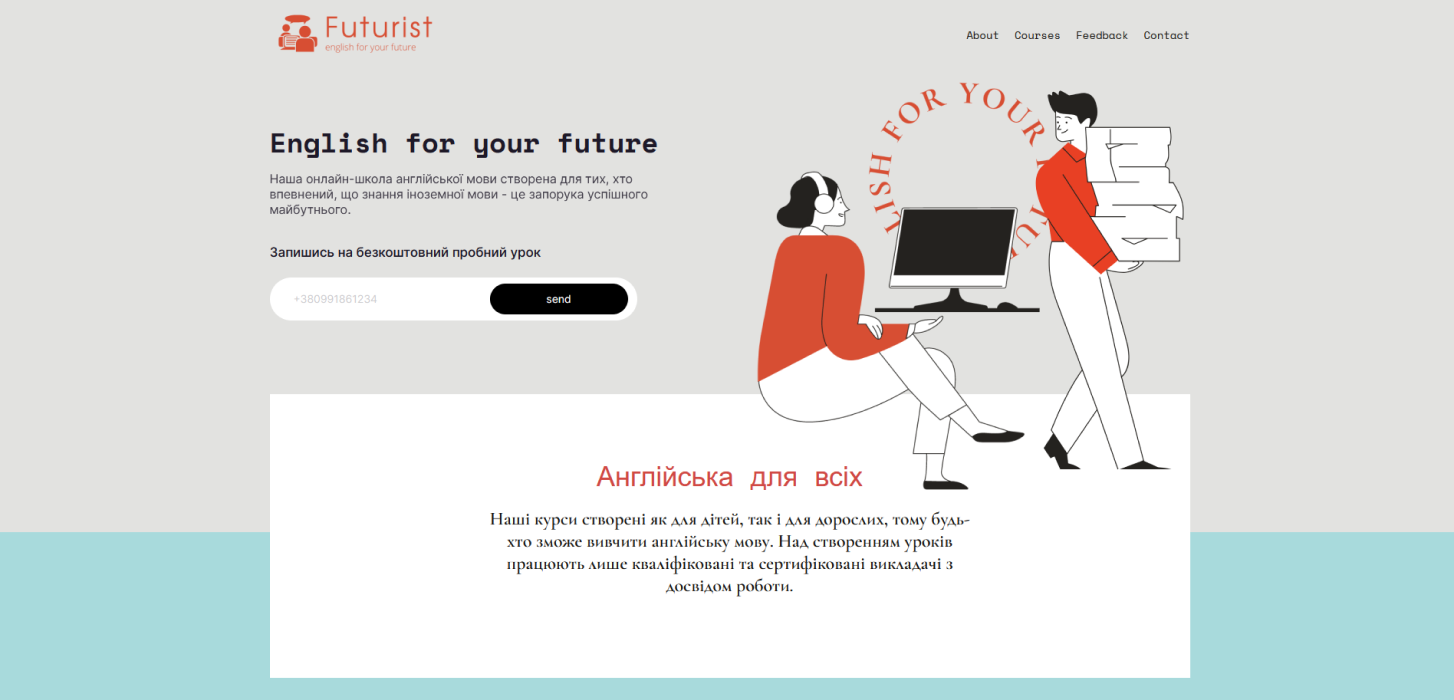 Futurist
english for your future
About Courses Feedback Contact
English for your future
Наша онлайн-школа англійської мови створена для тих, хто
впевнений, що знання іноземної мови - це запорука успішного
майбутнього.
Запишись на безкоштовний пробний урок
+380991861234
send
FOR YOUR
Англійська для всіх
Наші курси створені як для дітей, так і для дорослих, тому будь-
хто зможе вивчити англійську мову. Над створенням уроків
працюють лише кваліфіковані та сертифіковані викладачі з
досвідом роботи.